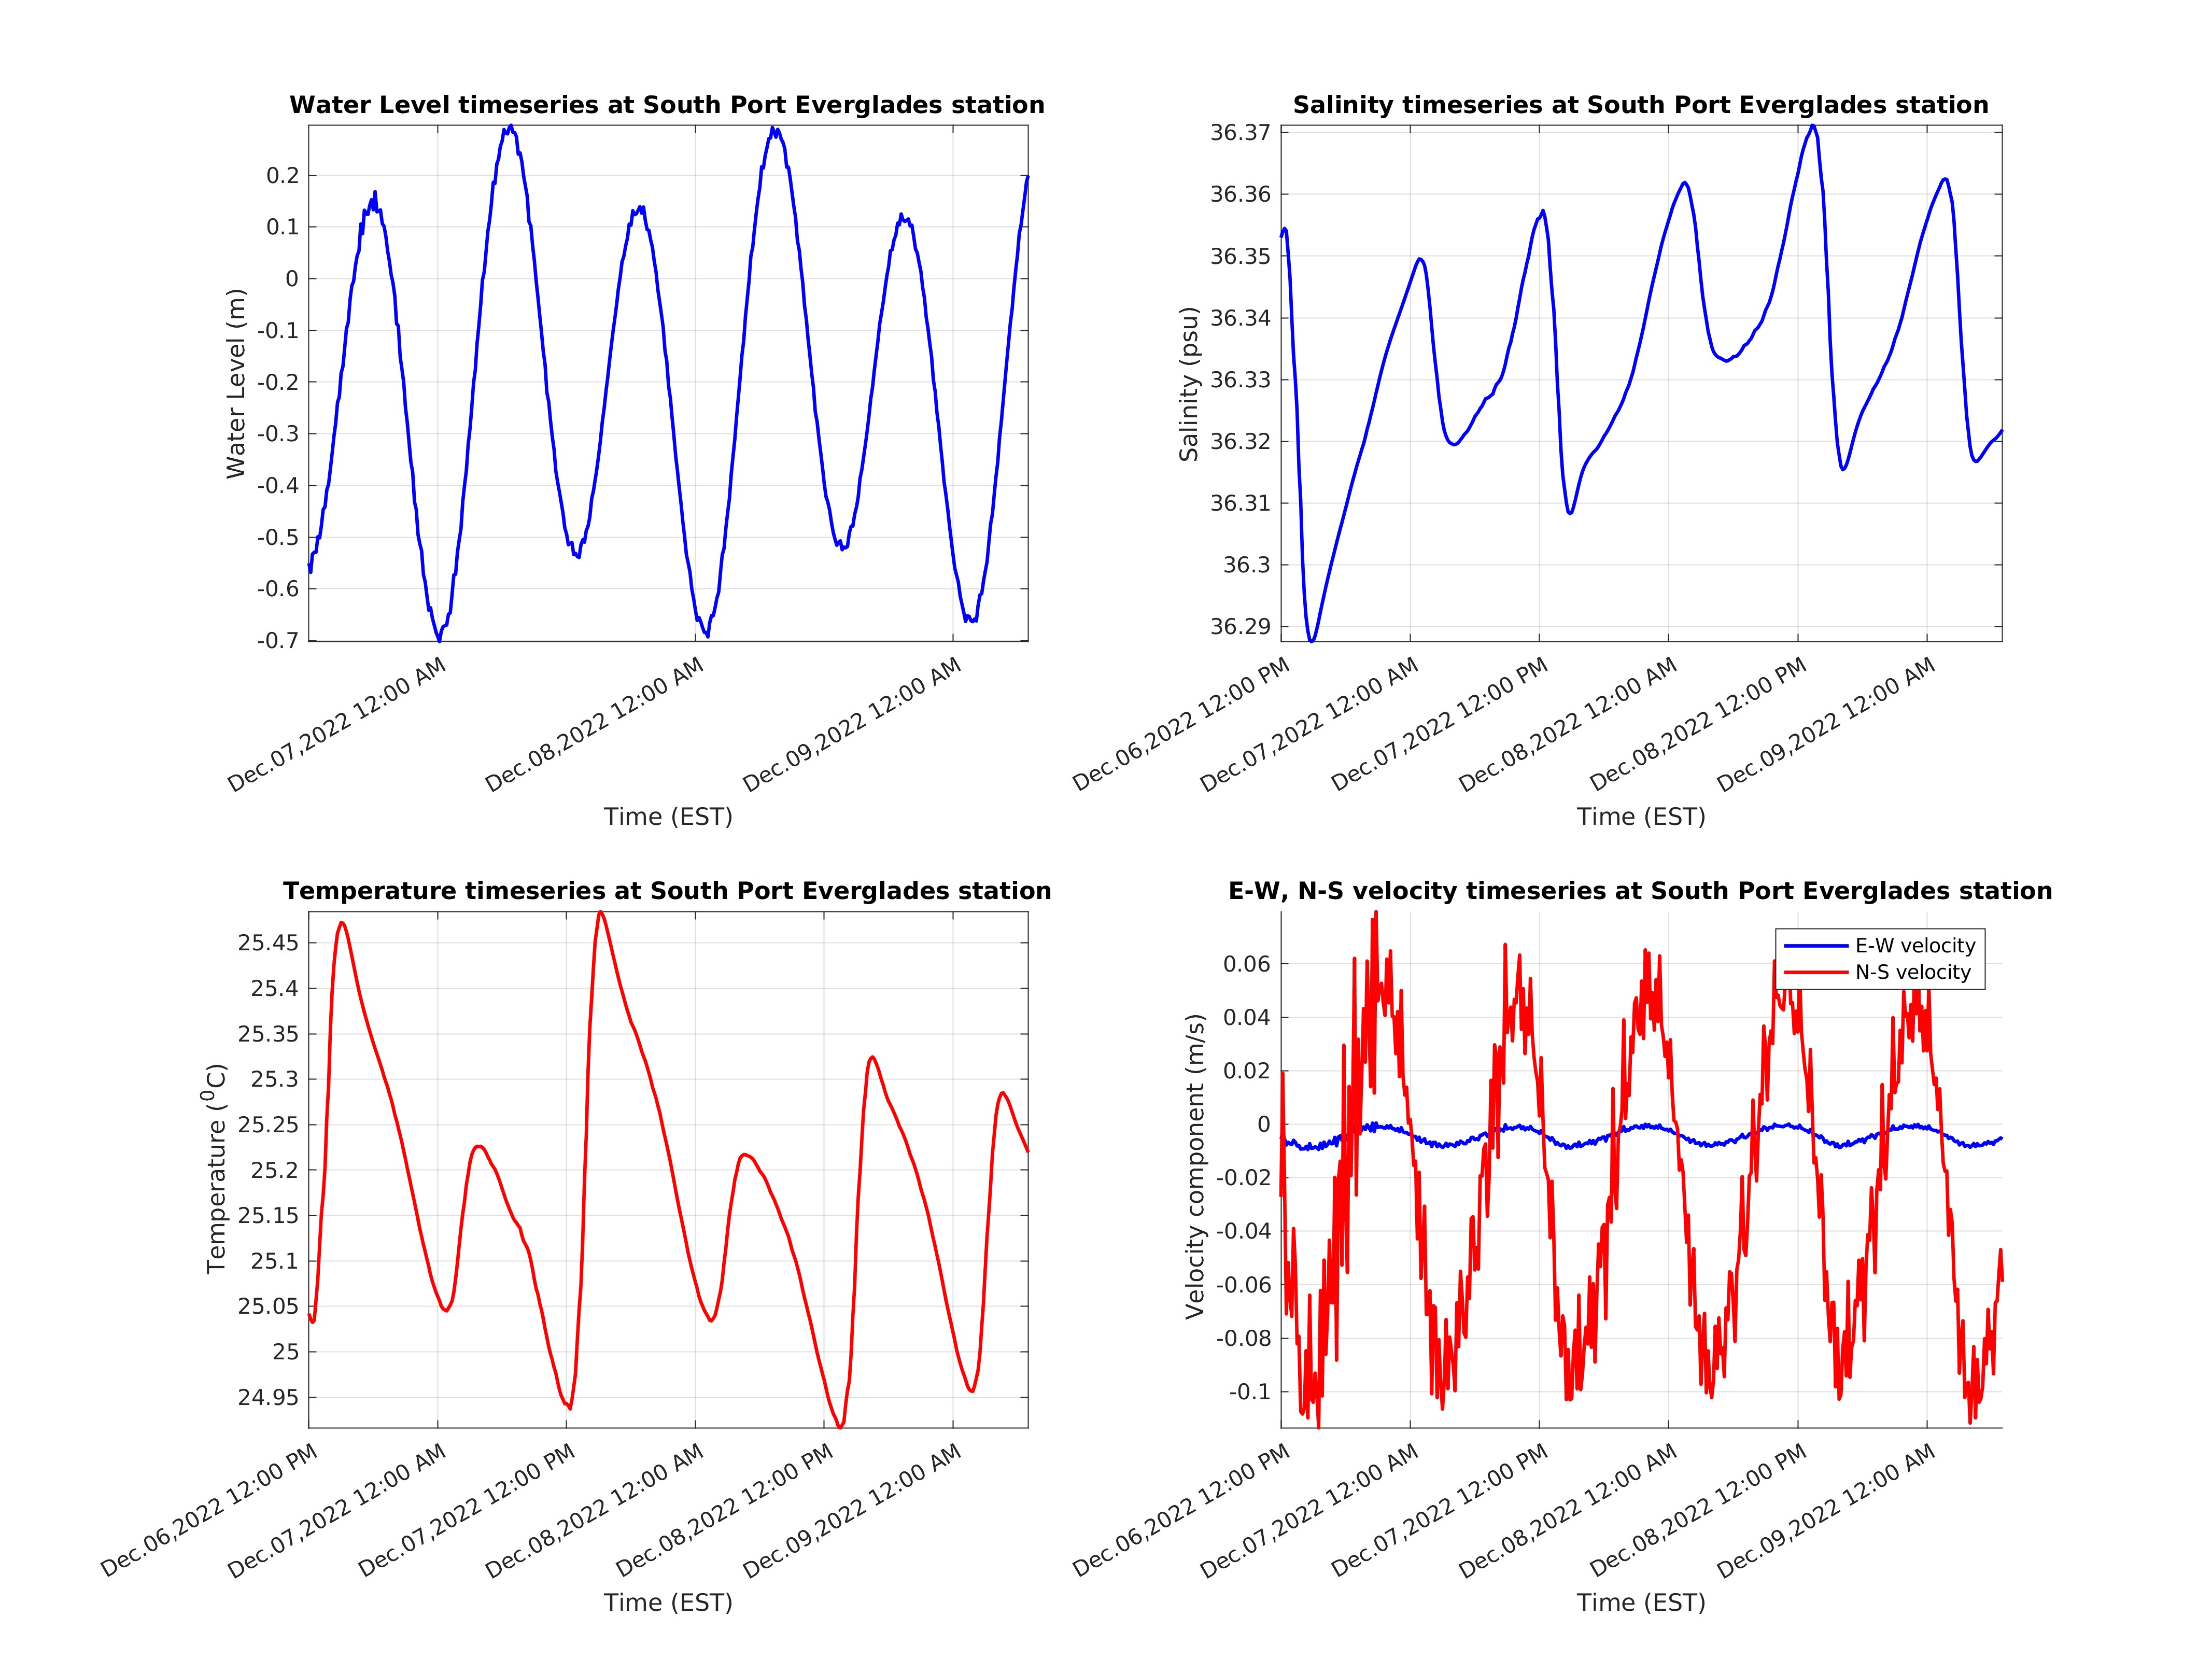 Water Level timeseries at South Port Everglades station
0.2
0.1
0
-0.1
-0.2
-0.3
-0.4
-0.5
-0.6
-0.7
Water Level (m)
Dec.07,2022 12:00 AM
Dec.08,2022 12:00 AM
Dec.09,2022 12:00 AM
Time (EST)
Salinity timeseries at South Port Everglades station
36.37
36.36
36.35
36.34
36.33
36.32
36.31
36.3
36.29
Salinity (psu)
Dec.06,2022 12:00 PM
Dec.07,2022 12:00 AM
Dec.07,2022 12:00 PM
Dec.08,2022 12:00 AM
Dec.08,2022 12:00 PM
Dec.09,2022 12:00 AM
Time (EST)
Temperature timeseries at South Port Everglades station
25.45
25.4
25.35
25.3
25.25
25.2
25.15
25.1
25.05
25
24.95
Temperature (⁰C)
Dec.06,2022 12:00 PM
Dec.07,2022 12:00 AM
Dec.07,2022 12:00 PM
Dec.08,2022 12:00 AM
Dec.08,2022 12:00 PM
Dec.09,2022 12:00 AM
Time (EST)
E-W, N-S velocity timeseries at South Port Everglades station
E-W velocity
N-S velocity
0.06
0.04
0.02
0
-0.02
-0.04
-0.06
-0.08
-0.1
Velocity component (m/s)
Dec.06,2022 12:00 PM
Dec.07,2022 12:00 AM
Dec.07,2022 12:00 PM
Dec.08,2022 12:00 AM
Dec.08,2022 12:00 PM
Dec.09,2022 12:00 AM
Time (EST)